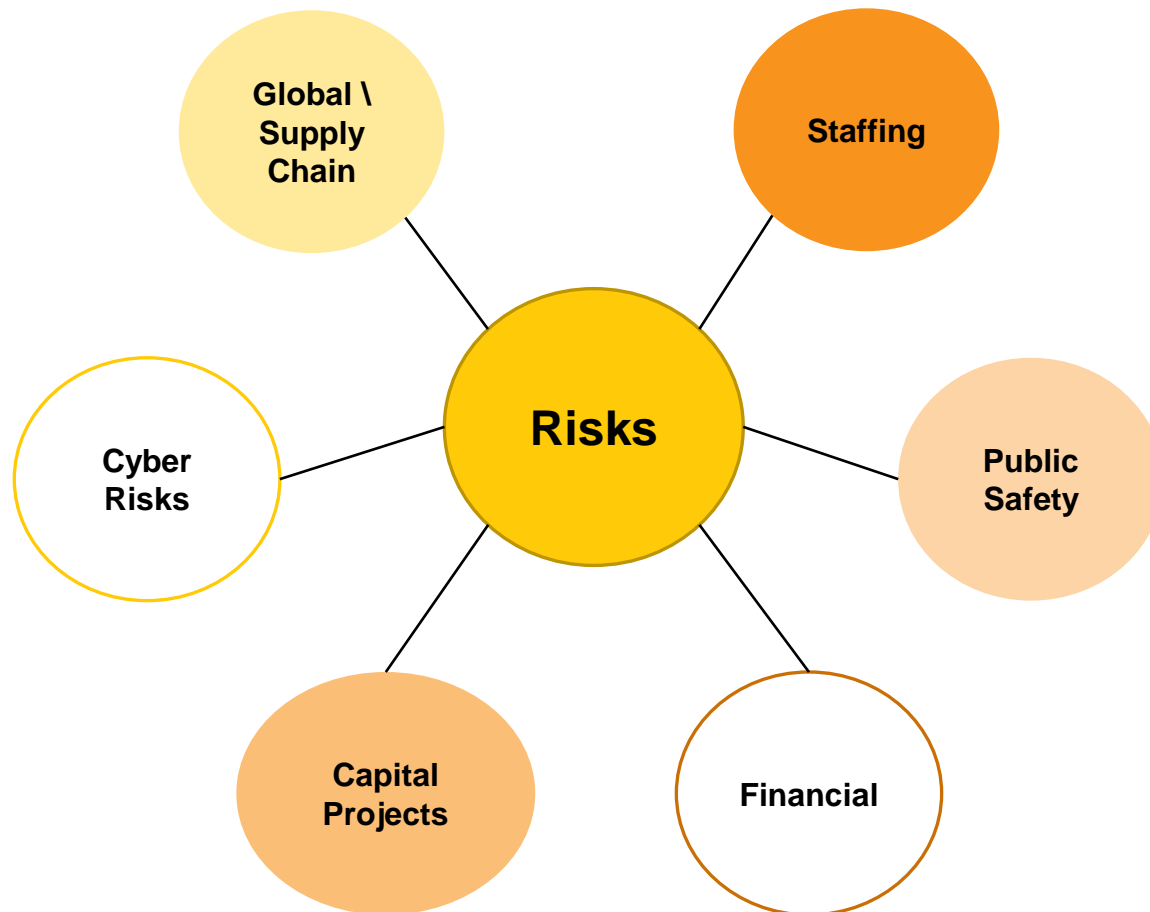 Global \
Supply
Chain
Staffing
Risks
Cyber
Risks
Public
Safety
Capital
Projects
Financial